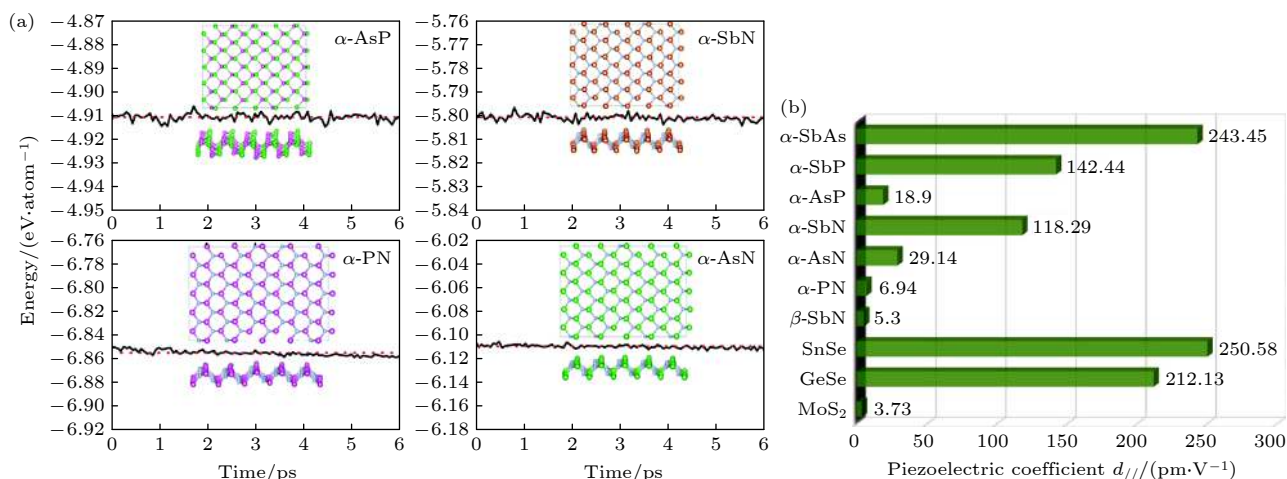 (a)
Energy/(eV·atom⁻¹)
α-AsP
−4.87
−4.88
−4.89
−4.90
−4.91
−4.92
−4.93
−4.94
−4.95
0 1 2 3 4 5 6
α-SbN
−5.76
−5.77
−5.78
−5.79
−5.80
−5.81
−5.82
−5.83
−5.84
0 1 2 3 4 5 6
α-PN
−6.76
−6.75
−6.80
−6.82
−6.84
−6.86
−6.88
−6.90
−6.92
0 1 2 3 4 5 6
Time/ps
α-AsN
−6.02
−6.04
−6.06
−6.08
−6.10
−6.12
−6.14
−6.16
−6.18
0 1 2 3 4 5 6
Time/ps
(b)
α-SbAs 243.45
α-SbP 142.44
α-AsP 18.9
α-SbN 118.29
α-AsN 29.14
α-PN 6.94
β-SbN 5.3
SnSe 250.58
GeSe 212.13
MoS₂ 3.73
0 50 100 150 200 250 300
Piezoelectric coefficient d///(pm·V⁻¹)